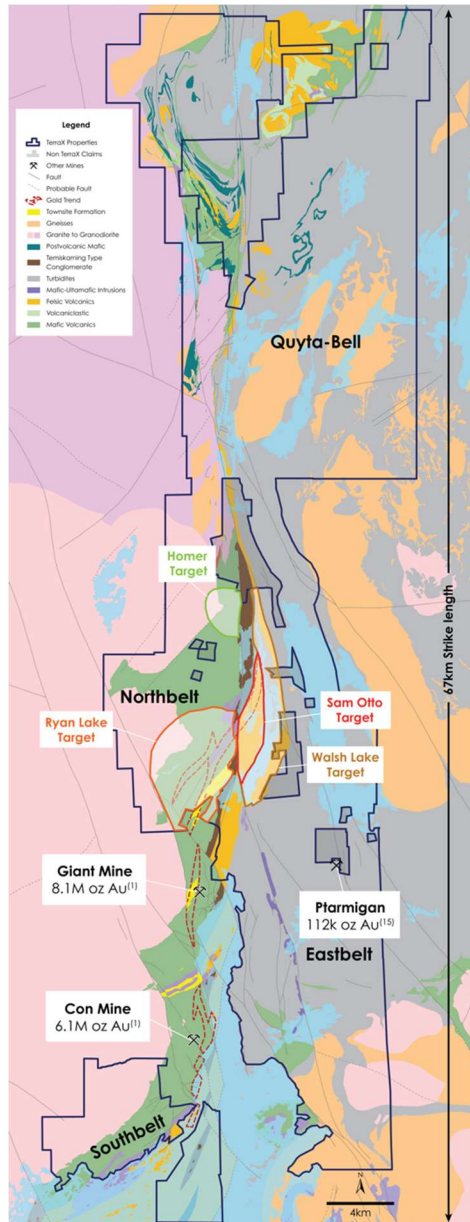 Legend
TerraX Properties
Non TerraX Claims
Other Mines
Fault
Probable Fault
Gold Trend
Townsite Formation
Gneisses
Granite to Granodiorite
Postvolcanic Mafic
Temiskaming Type
Conglomerate
Turbidites
Mafic-Ultamafic Intrusions
Felsic Volcanics
Volcaniclastic
Mafic Volcanics
Quyta-Bell
67km Strike length
Homer
Target
Northbelt
Ryan Lake
Target
Sam Otto
Target
Walsh Lake
Target
Giant Mine
8.1M oz Au(1)
Ptarmigan
112k oz Au(15)
Eastbelt
Con Mine
6.1M oz Au(1)
Southbelt
N
4km